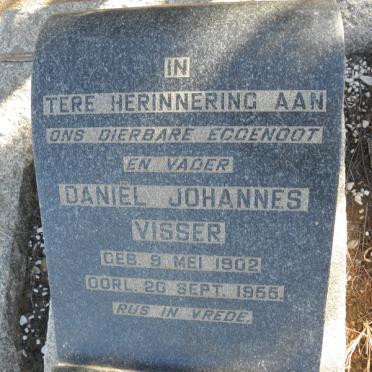 IN
TERE HERINNERING AAN
ONS DIERBARE EGGENOOT
EN VADER
DANIEL JOHANNES
VISSER
GEB. 9 MEI 1902
OORL. 20 SEPT. 1956.
RUS IN VREDE.